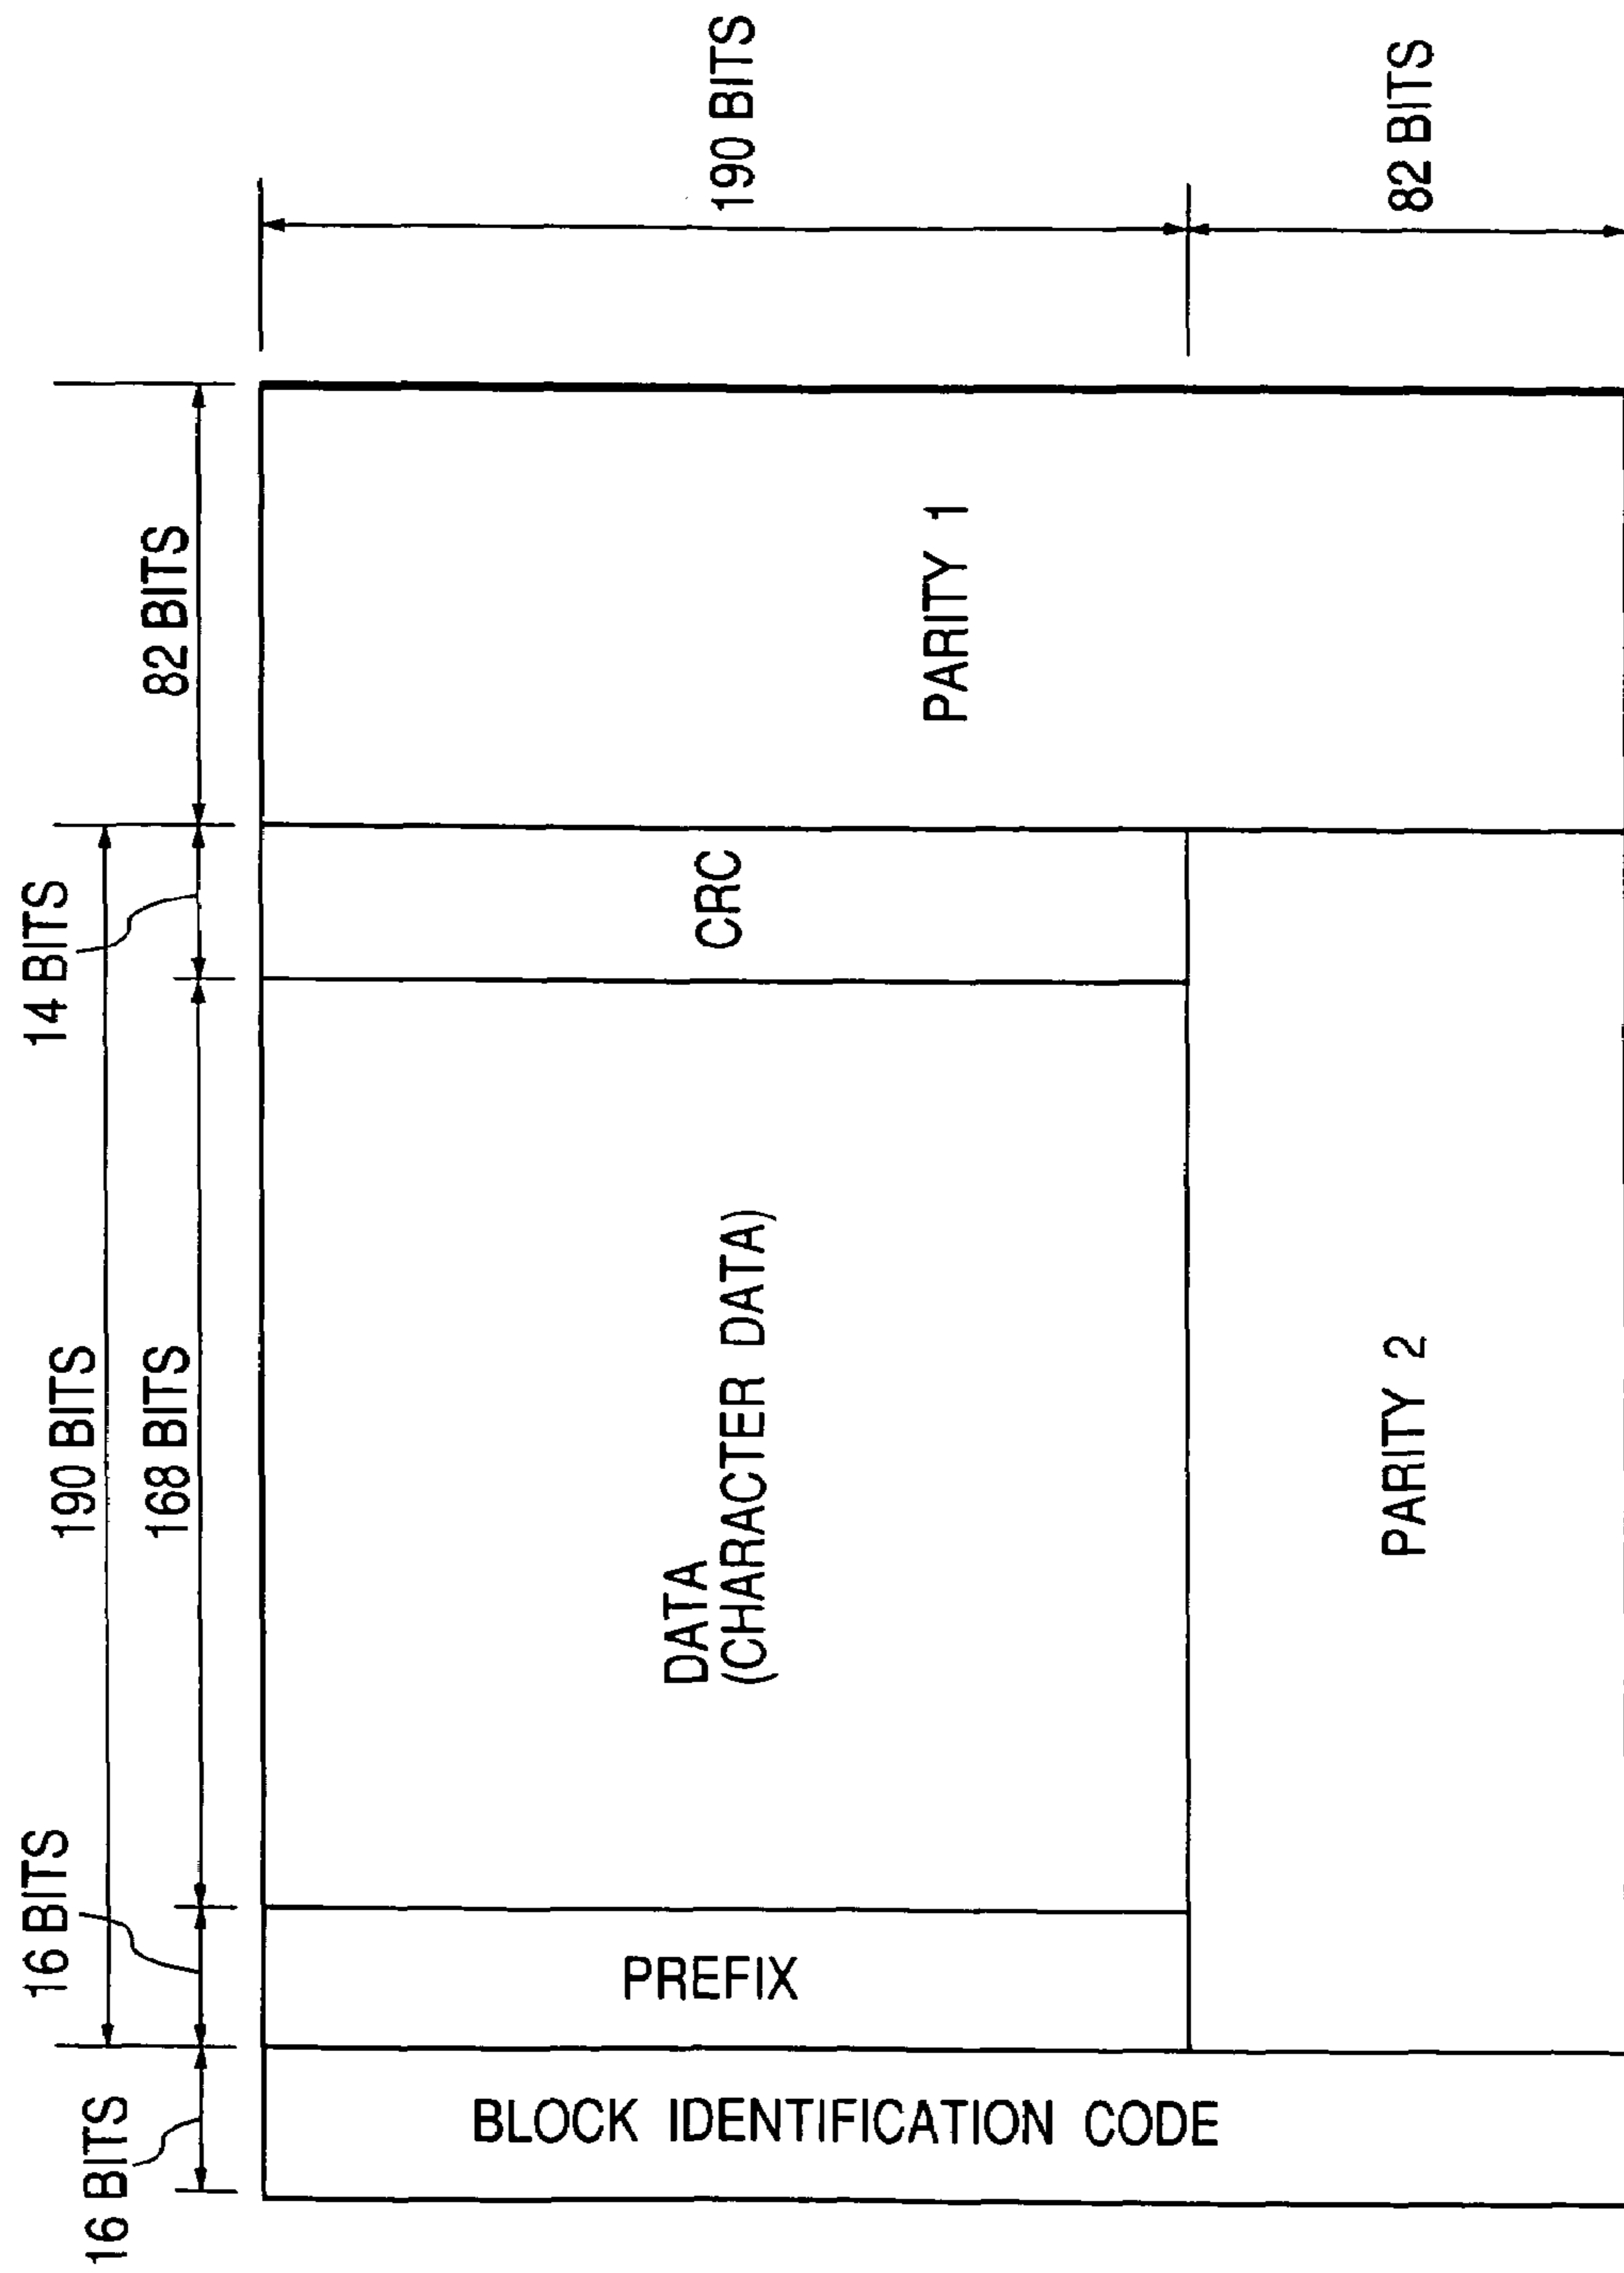 16 BITS
14 BITS
190 BITS
16 BITS
168 BITS
82 BITS
BLOCK IDENTIFICATION CODE
PREFIX
DATA
(CHARACTER DATA)
CRC
PARITY 1
190 BITS
PARITY 2
82 BITS